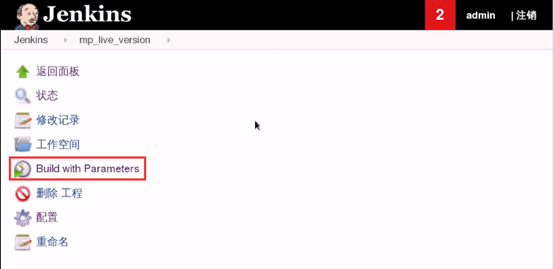 Jenkins
2 admin | 注销
Jenkins mp_live_version
返回面板
状态
修改记录
工作空间
Build with Parameters
删除 工程
配置
重命名